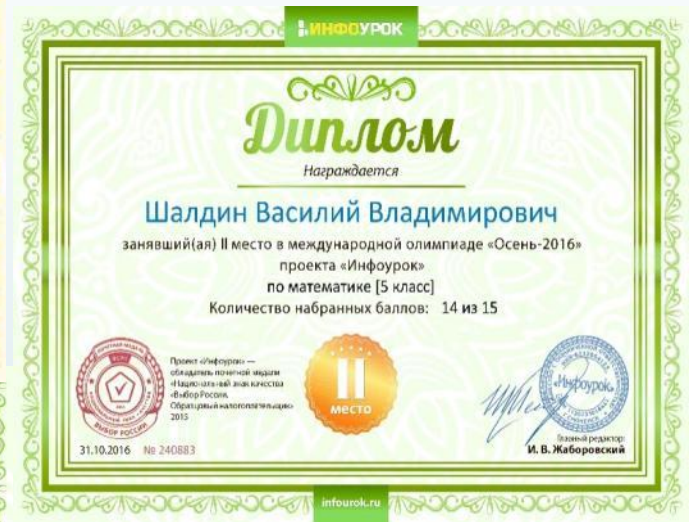 ИНФОУРОК
Диплом
Награждается
Шалдин Василий Владимирович
занявший(ая) II место в международной олимпиаде «Осень-2016»
проекта «Инфоурок»
по математике [5 класс]
Количество набранных баллов: 14 из 15
Проект «Инфоурок» —
обладатель почетной медали
«Национальный знак качества
«Выбор России,
Образцовый налогоплательщик»
2015
ВЫБОР РОССИИ
II
место
«Инфоурок»
Главный редактор:
И. В. Жаборовский
31.10.2016 № 240883
infourok.ru